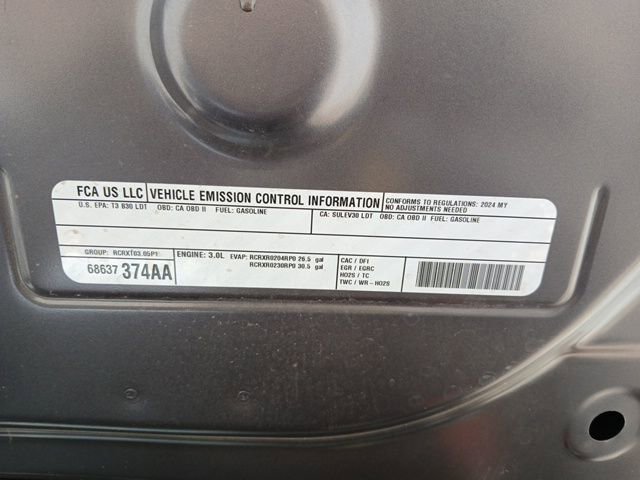 FCA US LLC VEHICLE EMISSION CONTROL INFORMATION CONFORMS TO REGULATIONS: 2024 MY
NO ADJUSTMENTS NEEDED
U.S. EPA: T3 B30 LDT OBD: CA OBD II FUEL: GASOLINE CA: SULEV30 LDT OBD: CA OBD II FUEL: GASOLINE
GROUP: RCRXT03.05P1
68637 374AA
ENGINE: 3.0L EVAP: RCRXR0204RP0 26.5 gal
RCRXR0230RP0 30.5 gal
CAC / DFI
EGR / EGRC
HO2S / TC
TWC / WR-HO2S